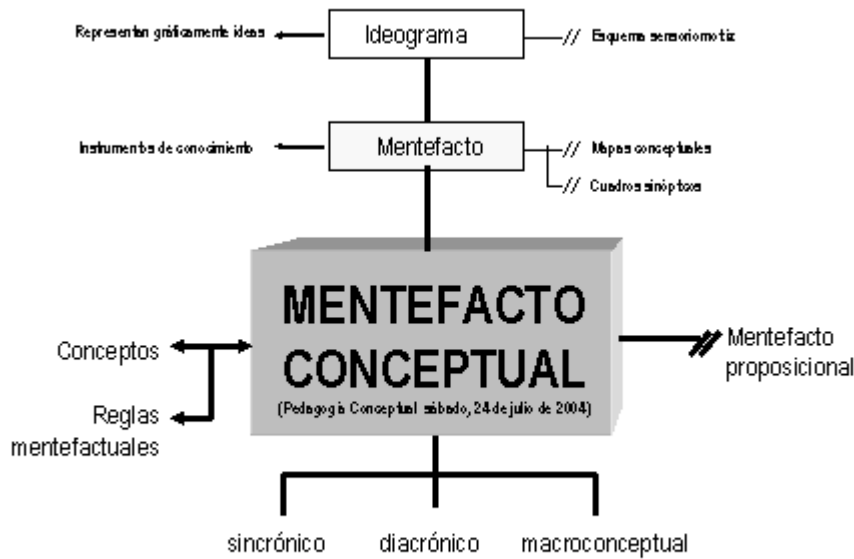 Representan gráficamente ideas
Ideograma
Esquema sensoriomotiz
Instrumentos de conocimiento
Mentefacto
Mapas conceptuales
Cuadros sinópticos
MENTEFACTO
CONCEPTUAL
(Pedagogía Conceptual sábado, 24 de julio de 2004)
Conceptos
Reglas
mentefactuales
Mentefacto
proposicional
sincrónico
diacrónico
macroconceptual